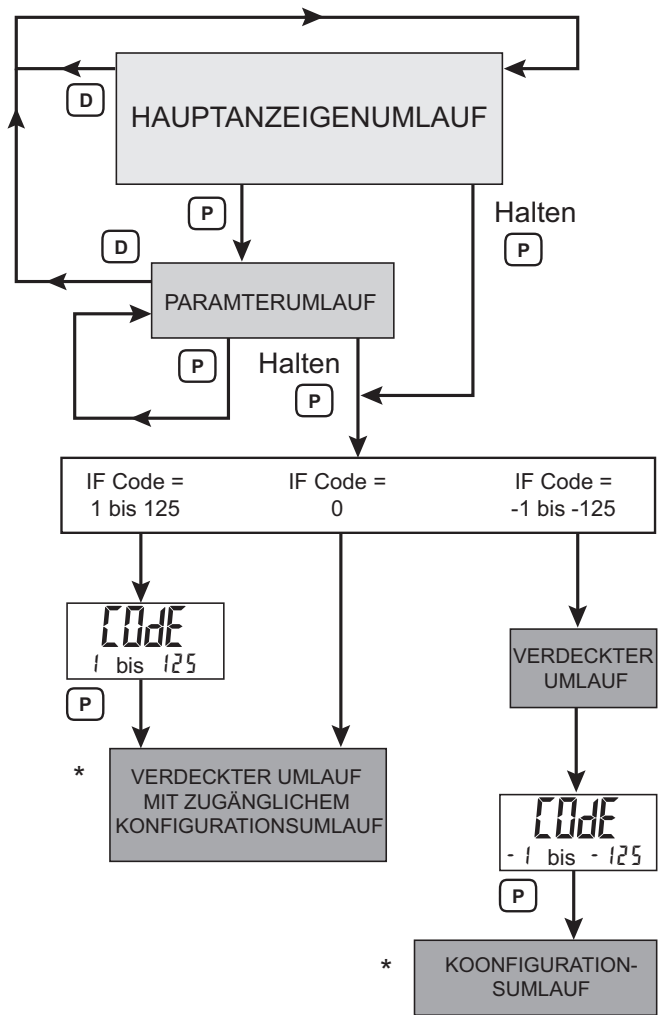 D
HAUPTANZEIGENUMLAUF
P
Halten
P
D
PARAMTERUMLAUF
P
Halten
P
IF Code =
1 bis 125
IF Code =
0
IF Code =
-1 bis -125
COdE
1 bis 125
P
VERDECKTER
UMLAUF
*
VERDECKTER UMLAUF
MIT ZUGÄNGLICHEM
KONFIGURATIONSUMLAUF
COdE
- 1 bis - 125
P
*
KOONFIGURATION-
SUMLAUF